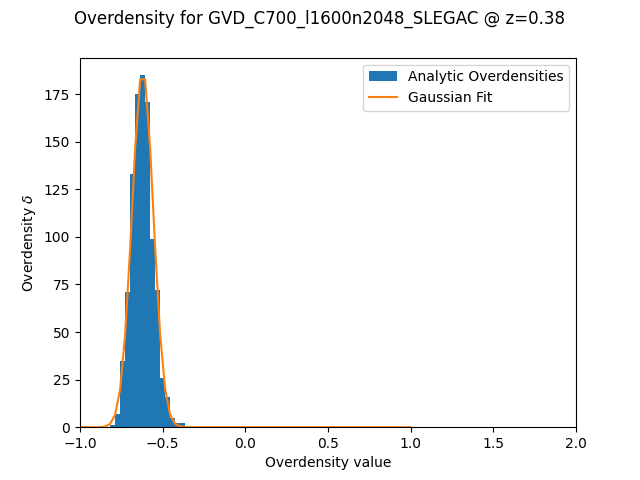 Overdensity for GVD_C700_l1600n2048_SLEGAC @ z=0.38
Analytic Overdensities
Gaussian Fit
Overdensity δ
175
150
125
100
75
50
25
0
−1.0 −0.5 0.0 0.5 1.0 1.5 2.0
Overdensity value